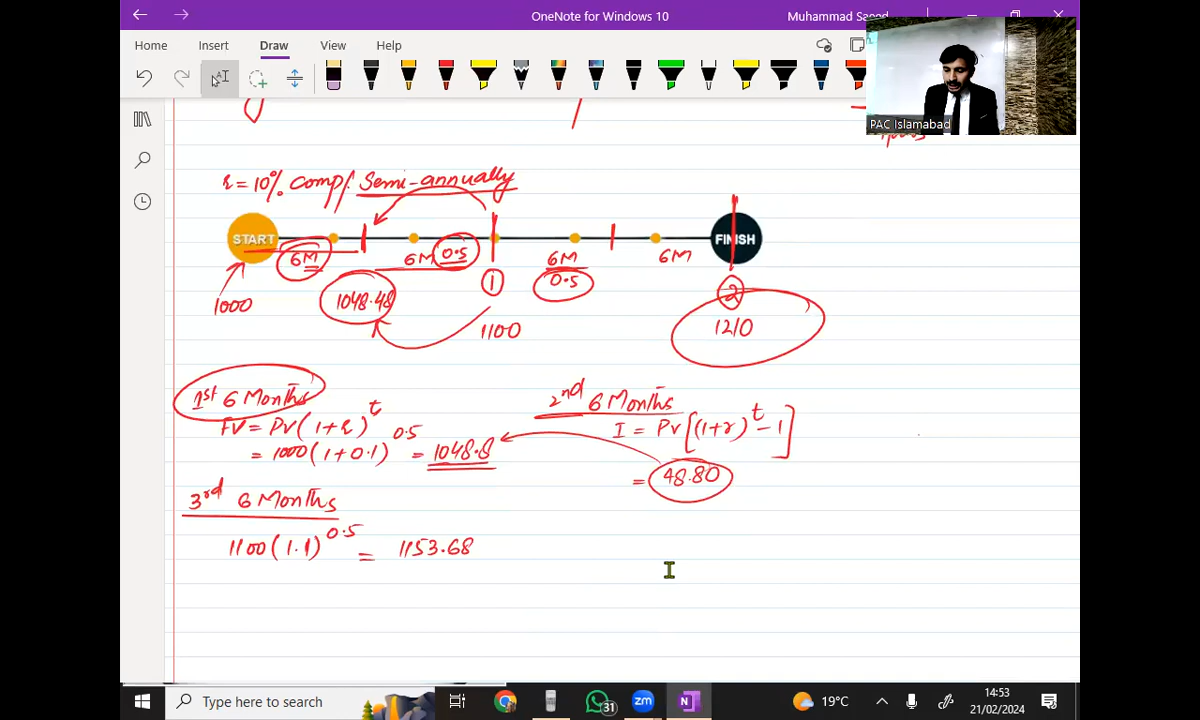 OneNote for Windows 10
Muhammad Saeed
Home Insert Draw View Help
PAC Islamabad
r = 10% Comp/. Semi-annually
START
FINISH
6M
6M 0.5
6M
6M
0.5
1000
1048.48
1
1100
2
1210
1st 6 Months
FV = PV (1+r)^t
= 1000 (1+0.1)^0.5 = 1048.8
2nd 6 Months
I = PV [(1+r)^t - 1]
= 48.80
3rd 6 Months
1100 (1.1)^0.5 = 1153.68
Type here to search
31
zm
N
19°C
14:53
21/02/2024